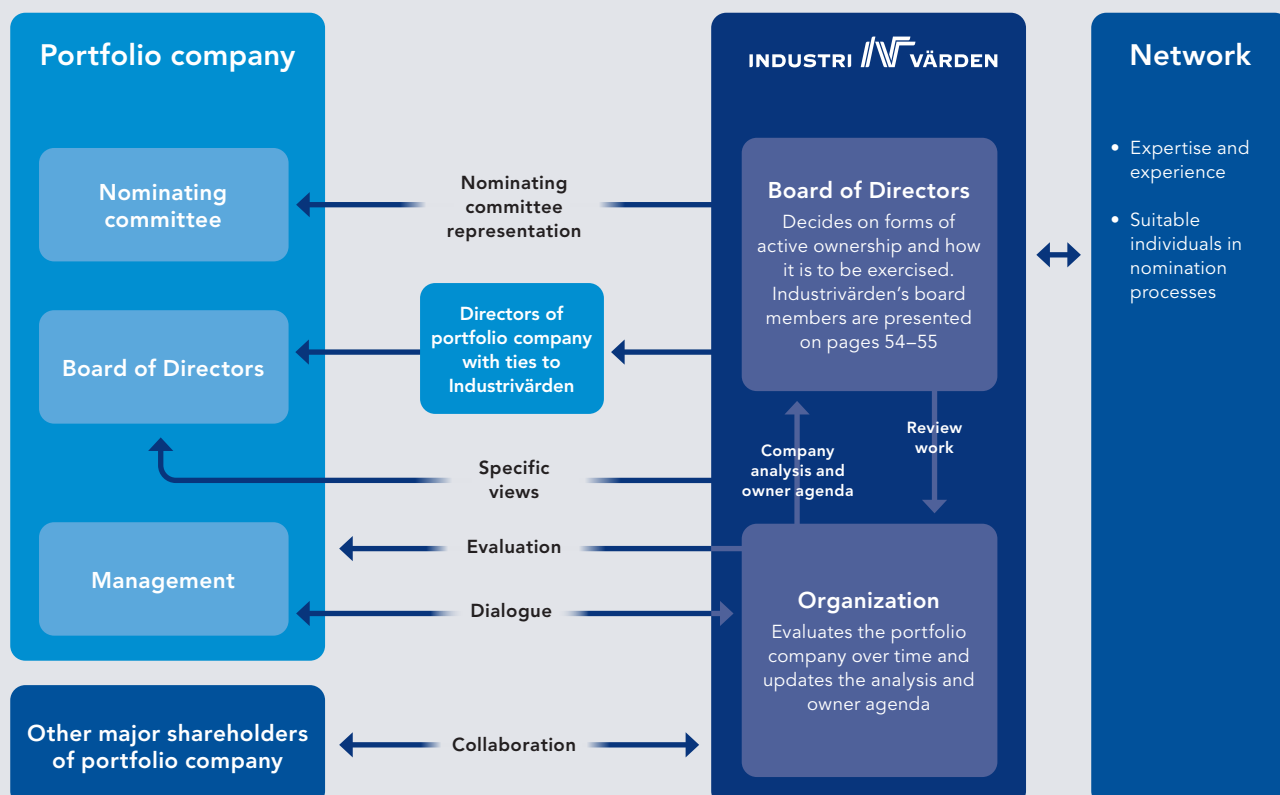 Portfolio company
Nominating
committee
Board of Directors
Management
Other major shareholders
of portfolio company
Nominating
committee
representation
Directors of
portfolio company
with ties to
Industrivärden
Specific
views
Evaluation
Dialogue
Collaboration
INDUSTRI VÄRDEN
Board of Directors
Decides on forms of
active ownership and how
it is to be exercised.
Industrivärden’s board
members are presented
on pages 54–55
Company
analysis and
owner agenda
Review
work
Organization
Evaluates the portfolio
company over time and
updates the analysis and
owner agenda
Network
• Expertise and
experience
• Suitable
individuals in
nomination
processes